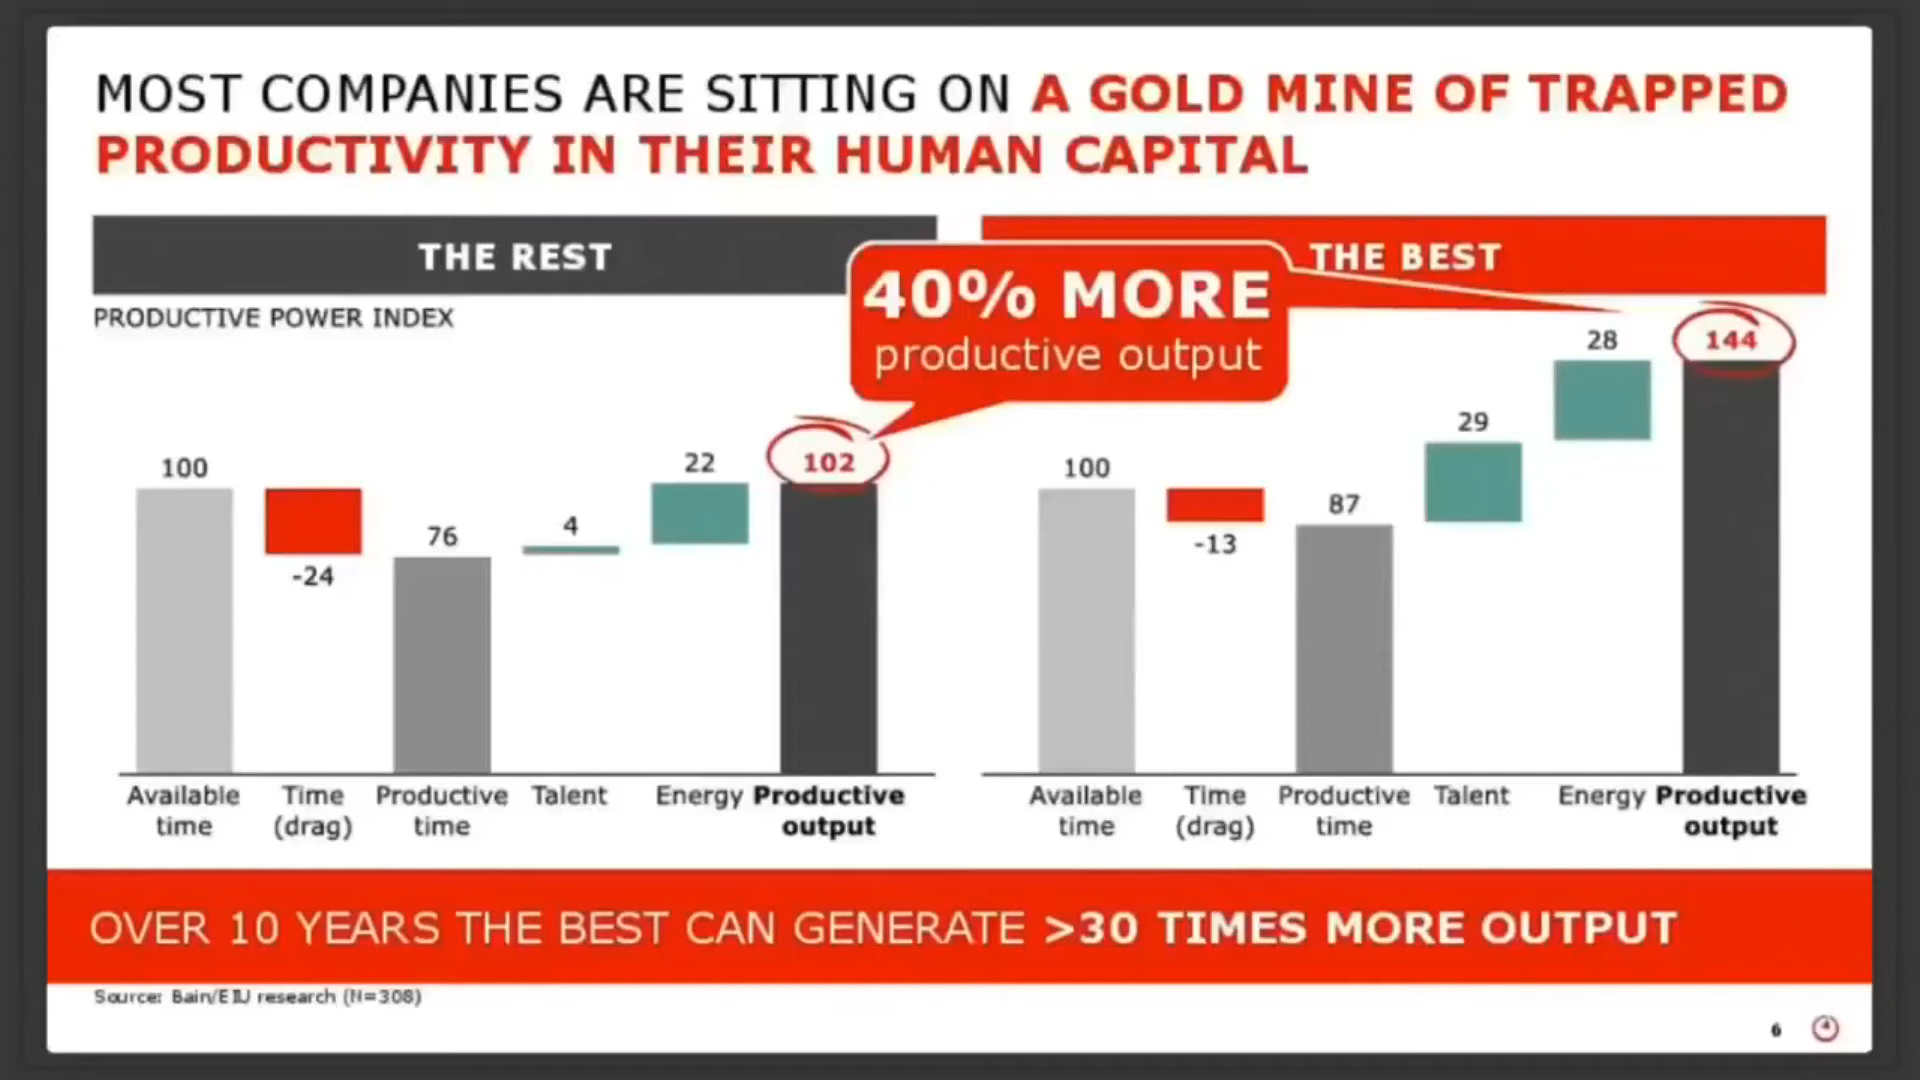 MOST COMPANIES ARE SITTING ON A GOLD MINE OF TRAPPED
PRODUCTIVITY IN THEIR HUMAN CAPITAL
THE REST
PRODUCTIVE POWER INDEX
THE BEST
40% MORE
productive output
100
-24
76
4
22
102
Available
time
Time
(drag)
Productive
time
Talent
Energy
Productive
output
100
-13
87
29
28
144
Available
time
Time
(drag)
Productive
time
Talent
Energy
Productive
output
OVER 10 YEARS THE BEST CAN GENERATE >30 TIMES MORE OUTPUT
Source: Bain/EIU research (N=308)
6